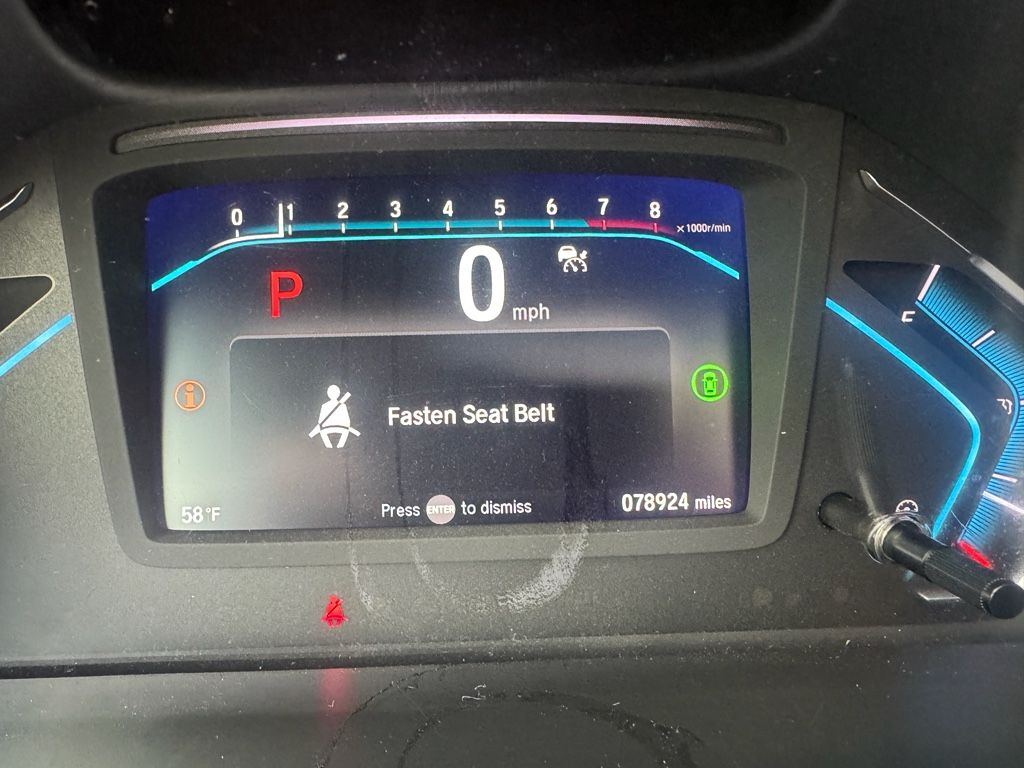 0 1 2 3 4 5 6 7 8 ×1000r/min
P 0 mph
F
i
Fasten Seat Belt
58°F Press ENTER to dismiss 078924 miles